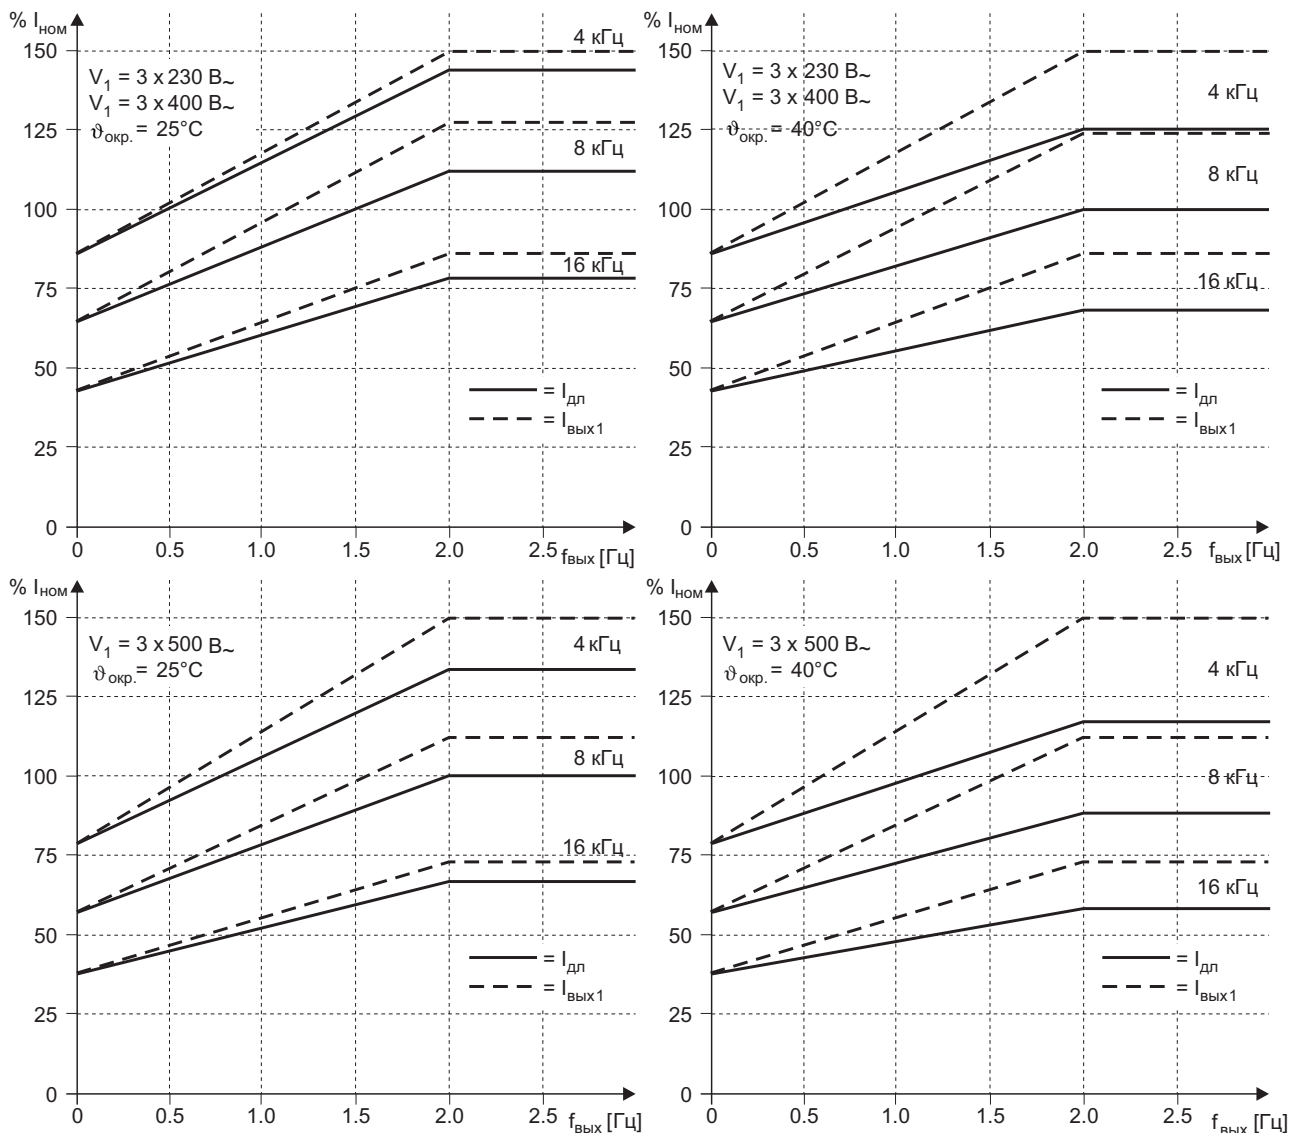 % Iном
150
125
100
75
50
25
0
V1 = 3 x 230 В~
V1 = 3 x 400 В~
ϑокр. = 25°C
4 кГц
8 кГц
16 кГц
= Iдл
= Iвых1
0 0.5 1.0 1.5 2.0 2.5 fвых [Гц]
% Iном
150
125
100
75
50
25
0
V1 = 3 x 230 В~
V1 = 3 x 400 В~
ϑокр. = 40°C
4 кГц
8 кГц
16 кГц
= Iдл
= Iвых1
0 0.5 1.0 1.5 2.0 2.5 fвых [Гц]
% Iном
150
125
100
75
50
25
0
V1 = 3 x 500 В~
ϑокр. = 25°C
4 кГц
8 кГц
16 кГц
= Iдл
= Iвых1
0 0.5 1.0 1.5 2.0 2.5 fвых [Гц]
% Iном
150
125
100
75
50
25
0
V1 = 3 x 500 В~
ϑокр. = 40°C
4 кГц
8 кГц
16 кГц
= Iдл
= Iвых1
0 0.5 1.0 1.5 2.0 2.5 fвых [Гц]